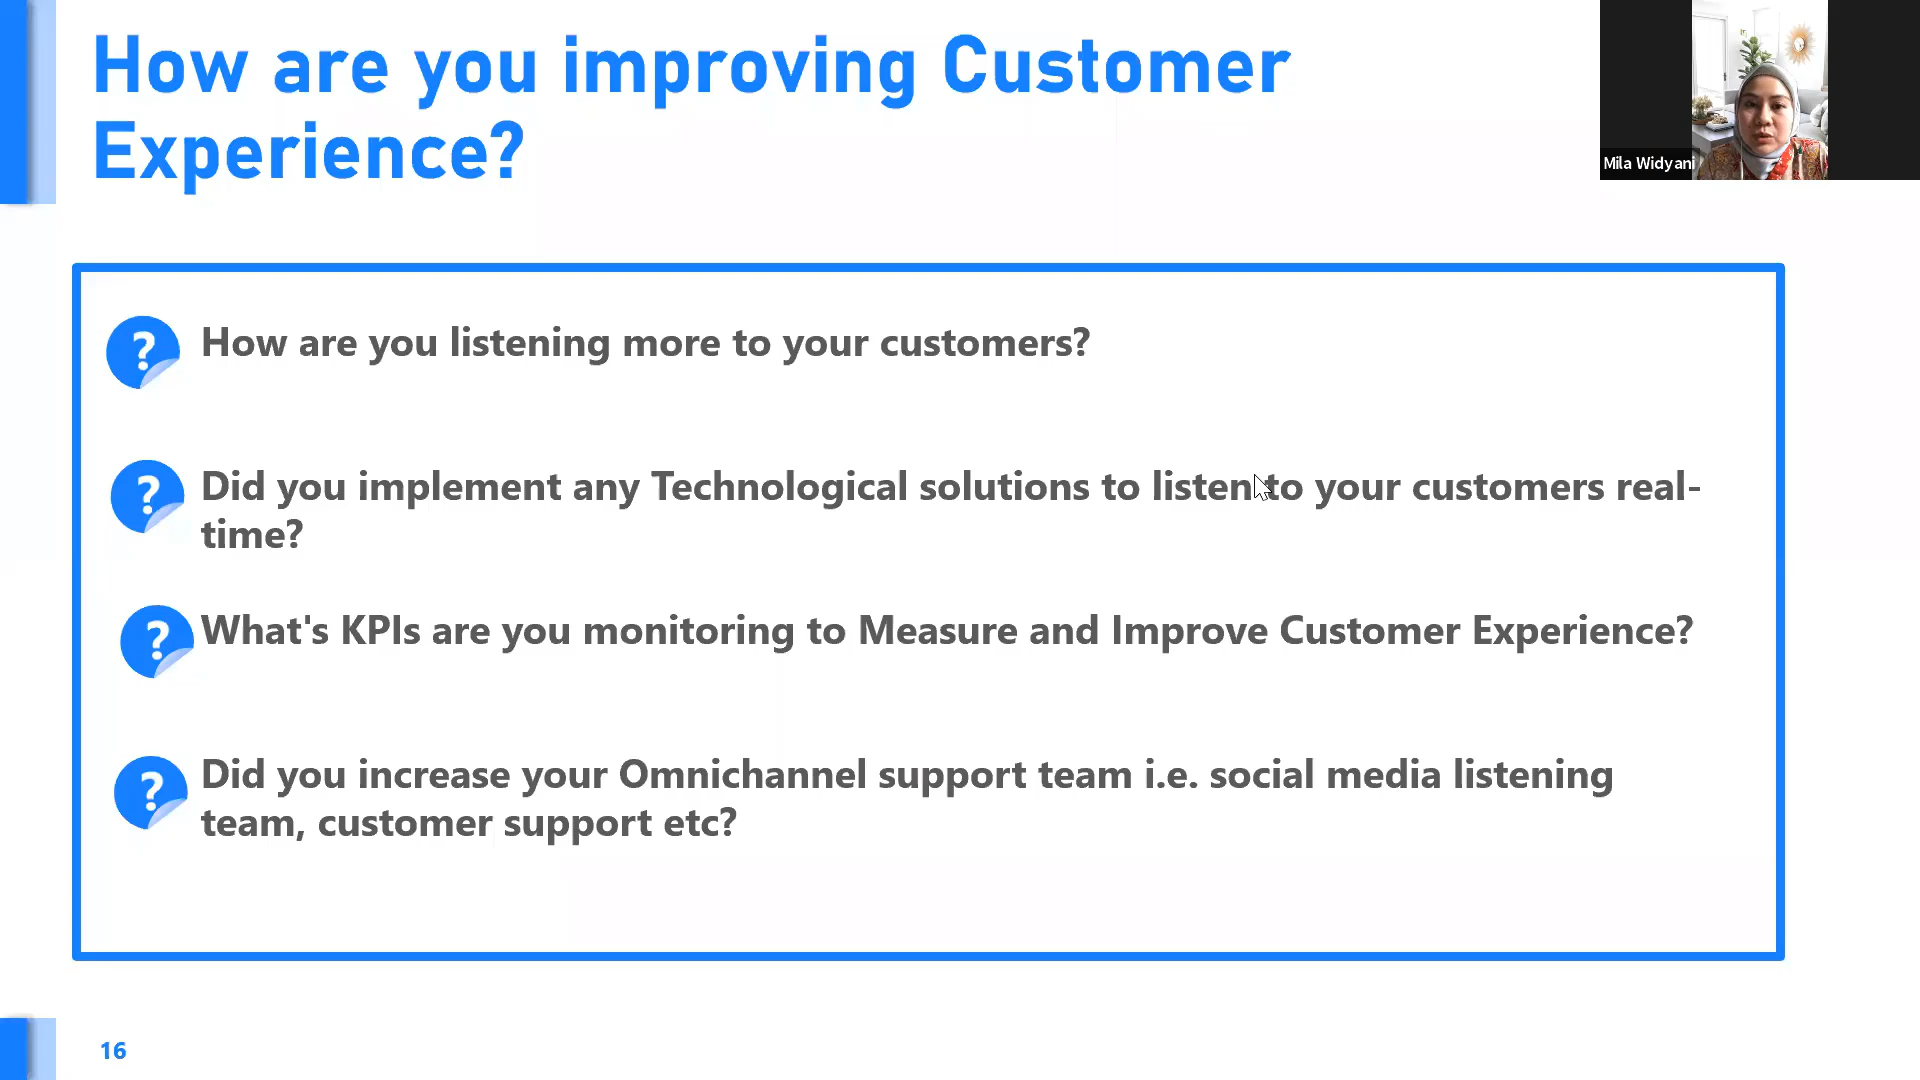 How are you improving Customer
Experience?
Mila Widyani
How are you listening more to your customers?
Did you implement any Technological solutions to listen to your customers real-
time?
What's KPIs are you monitoring to Measure and Improve Customer Experience?
Did you increase your Omnichannel support team i.e. social media listening
team, customer support etc?
16